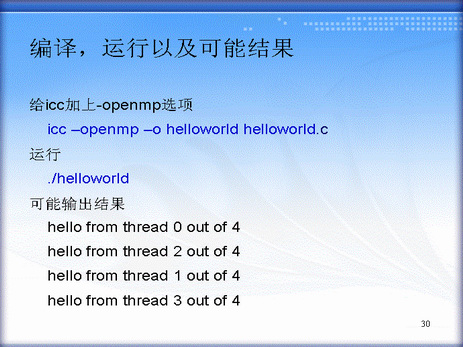 编译，运行以及可能结果
给icc加上-openmp选项
icc –openmp –o helloworld helloworld.c
运行
./helloworld
可能输出结果
hello from thread 0 out of 4
hello from thread 2 out of 4
hello from thread 1 out of 4
hello from thread 3 out of 4
30